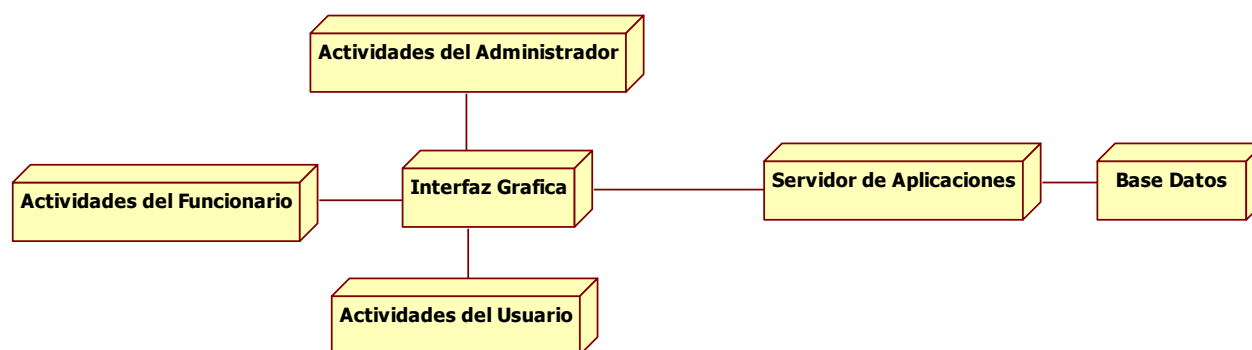 Actividades del Administrador
Actividades del Funcionario
Interfaz Grafica
Servidor de Aplicaciones
Base Datos
Actividades del Usuario